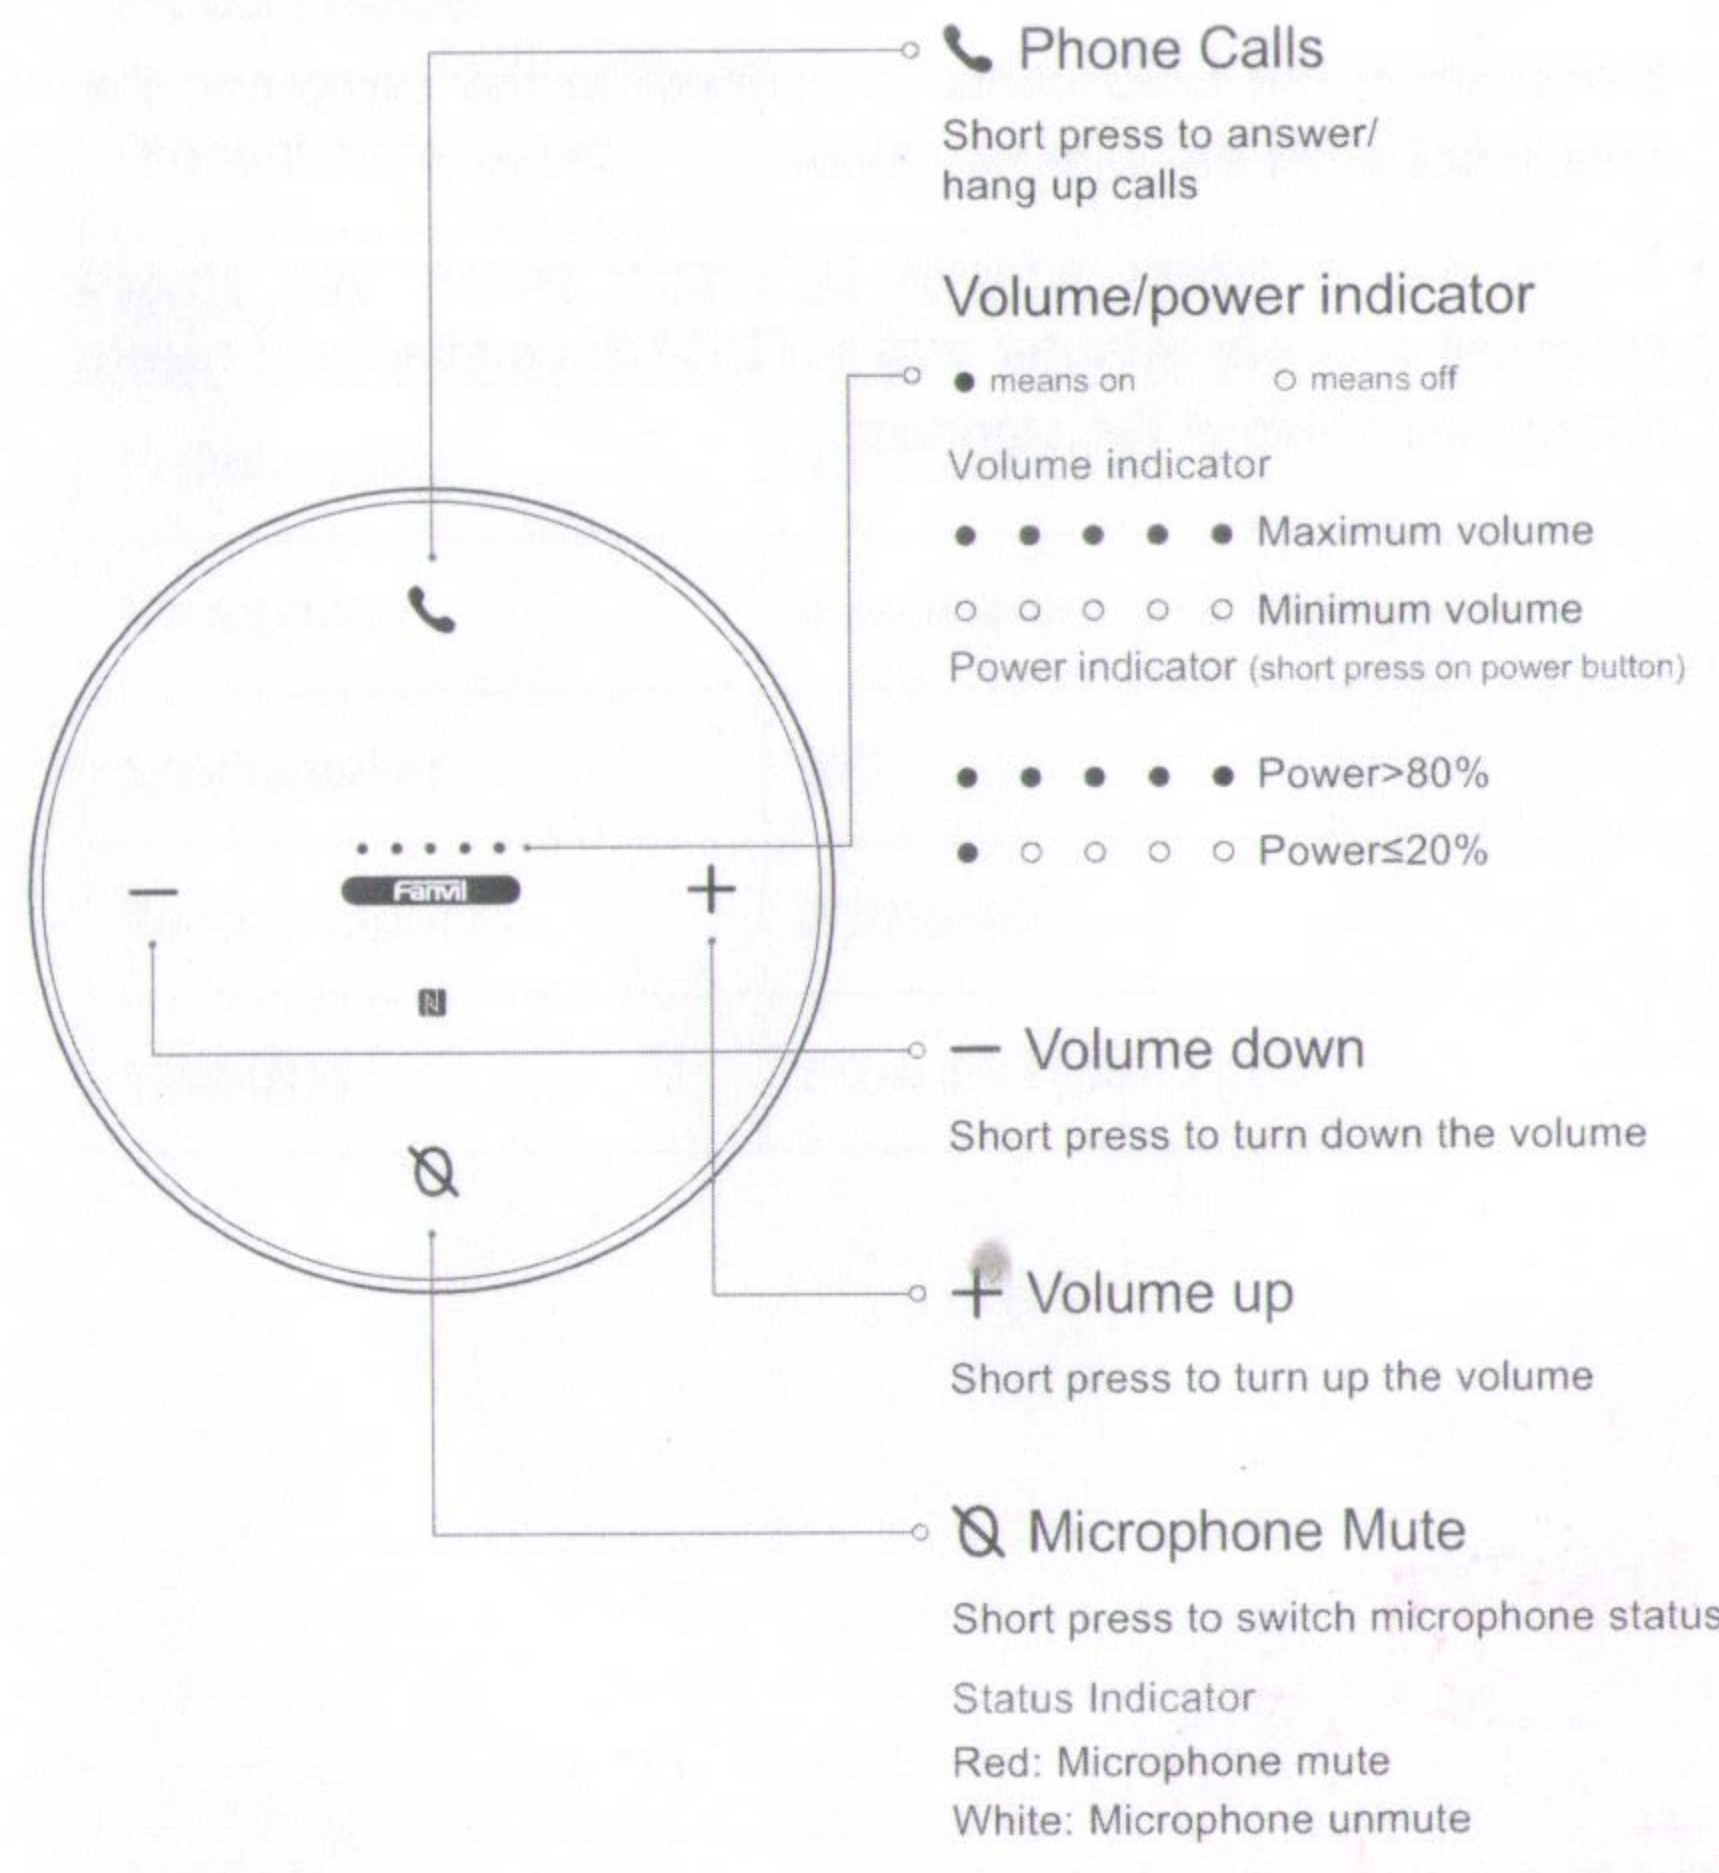 Phone Calls
Short press to answer/
hang up calls
Volume/power indicator
● means on ○ means off
Volume indicator
● ● ● ● ● Maximum volume
○ ○ ○ ○ ○ Minimum volume
Power indicator (short press on power button)
● ● ● ● ● Power>80%
● ○ ○ ○ ○ Power≤20%
— Fanvil +
N
— Volume down
Short press to turn down the volume
+ Volume up
Short press to turn up the volume
Microphone Mute
Short press to switch microphone status
Status Indicator
Red: Microphone mute
White: Microphone unmute